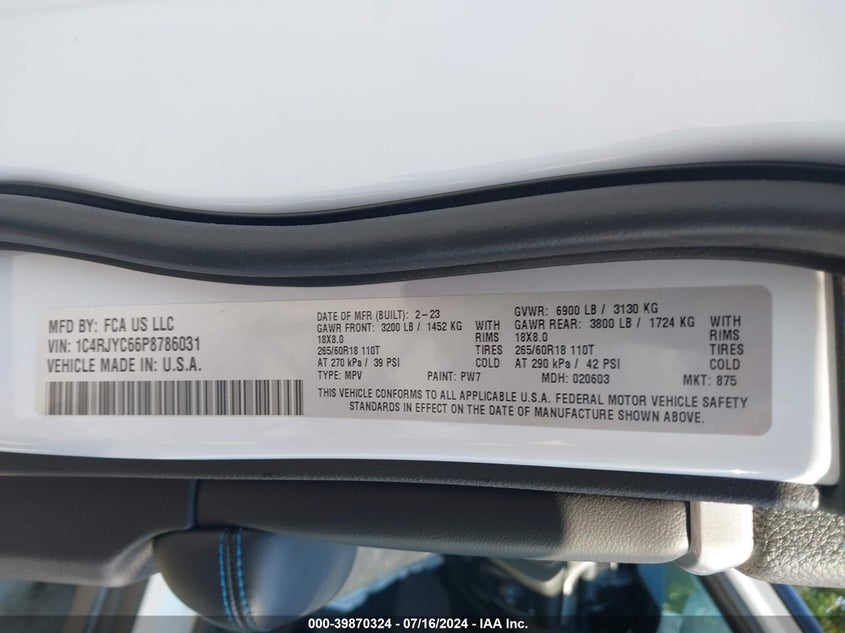 MFD BY: FCA US LLC
VIN: 1C4RJYC66P8786031
VEHICLE MADE IN: U.S.A.
DATE OF MFR (BUILT): 2-23
GAWR FRONT: 3200 LB / 1452 KG WITH
18X8.0 RIMS
265/60R18 110T TIRES
AT 270 kPa / 39 PSI COLD
TYPE: MPV PAINT: PW7
GVWR: 6900 LB / 3130 KG
GAWR REAR: 3800 LB / 1724 KG WITH
18X8.0 RIMS
265/60R18 110T TIRES
AT 290 kPa / 42 PSI COLD
MDH: 020603 MKT: 875
THIS VEHICLE CONFORMS TO ALL APPLICABLE U.S.A. FEDERAL MOTOR VEHICLE SAFETY
STANDARDS IN EFFECT ON THE DATE OF MANUFACTURE SHOWN ABOVE.
000-39870324 / 07/16/2024 - IAA Inc.